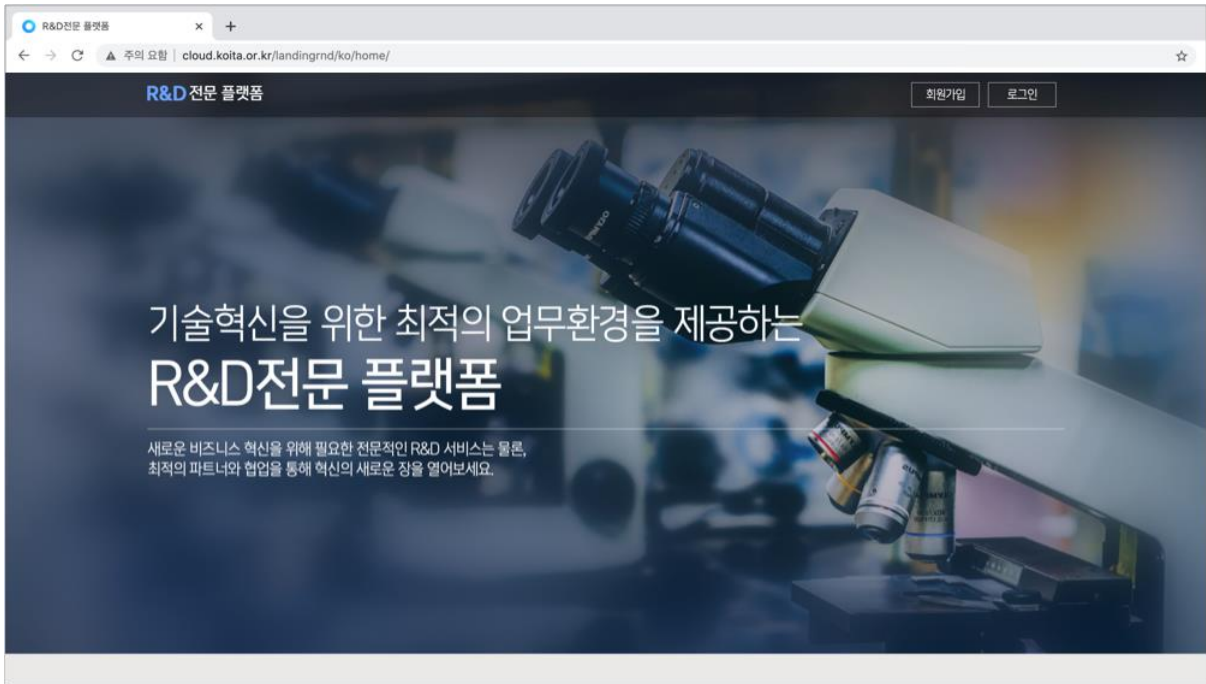 R&D전문 플랫폼
주의 요함 | cloud.koita.or.kr/landingrnd/ko/home/
R&D 전문 플랫폼
회원가입
로그인
OLYMPUS
기술혁신을 위한 최적의 업무환경을 제공하는
R&D전문 플랫폼
새로운 비즈니스 혁신을 위해 필요한 전문적인 R&D 서비스는 물론,
최적의 파트너와 협업을 통해 혁신의 새로운 장을 열어보세요.